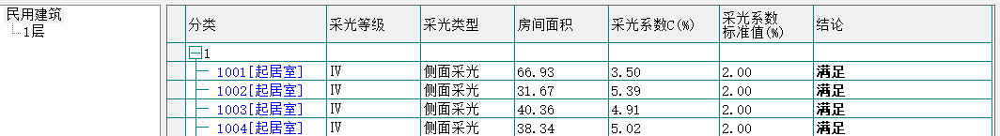 民用建筑
1层
分类 采光等级 采光类型 房间面积 采光系数C(%) 采光系数标准值(%) 结论
1
1001[起居室] Ⅳ 侧面采光 66.93 3.50 2.00 满足
1002[起居室] Ⅳ 侧面采光 31.67 5.39 2.00 满足
1003[起居室] Ⅳ 侧面采光 40.36 4.91 2.00 满足
1004[起居室] Ⅳ 侧面采光 38.34 5.02 2.00 满足